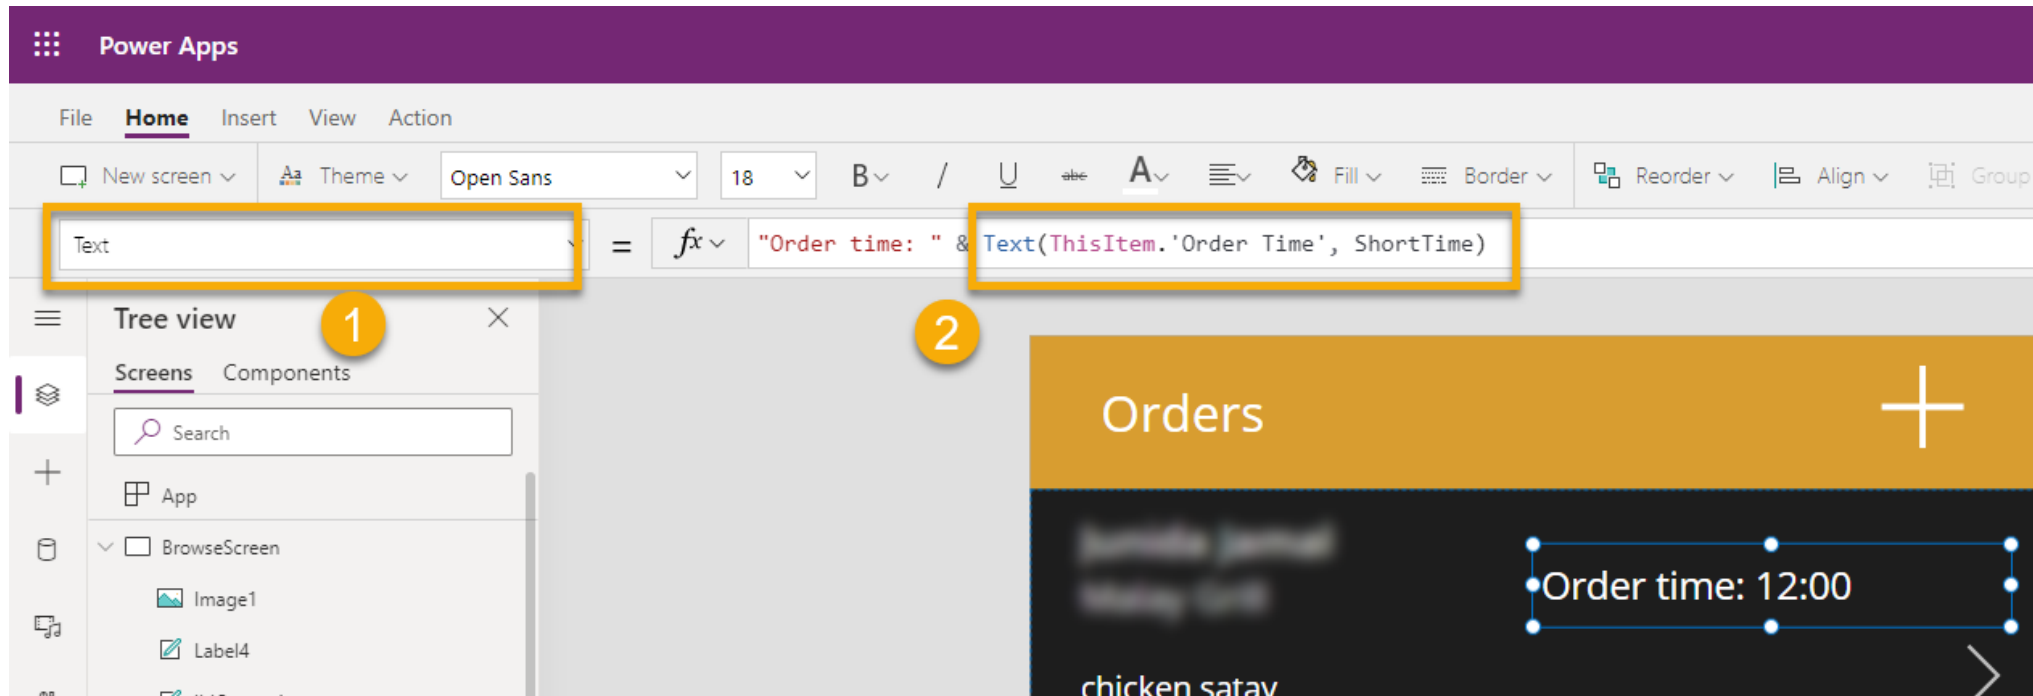 Power Apps
File Home Insert View Action
New screen Aa Theme Open Sans 18 B / U abc A Fill Border Reorder Align Group
Text = fx "Order time: " & Text(ThisItem.'Order Time', ShortTime)
Tree view
1
2
Screens Components
Search
App
BrowseScreen
Image1
Label4
Orders
Order time: 12:00
chicken satay